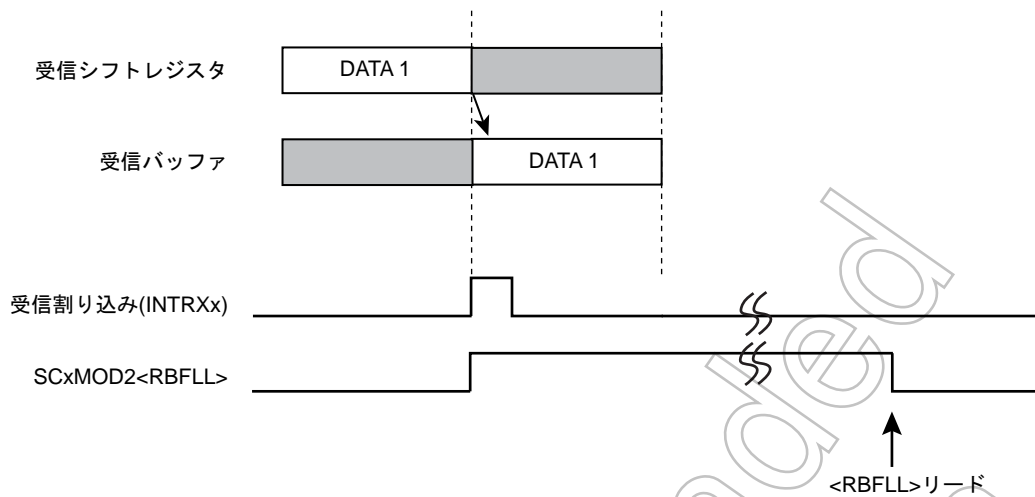 受信シフトレジスタ
DATA 1
受信バッファ
DATA 1
受信割り込み(INTRXx)
SCxMOD2<RBFLL>
<RBFLL>リード